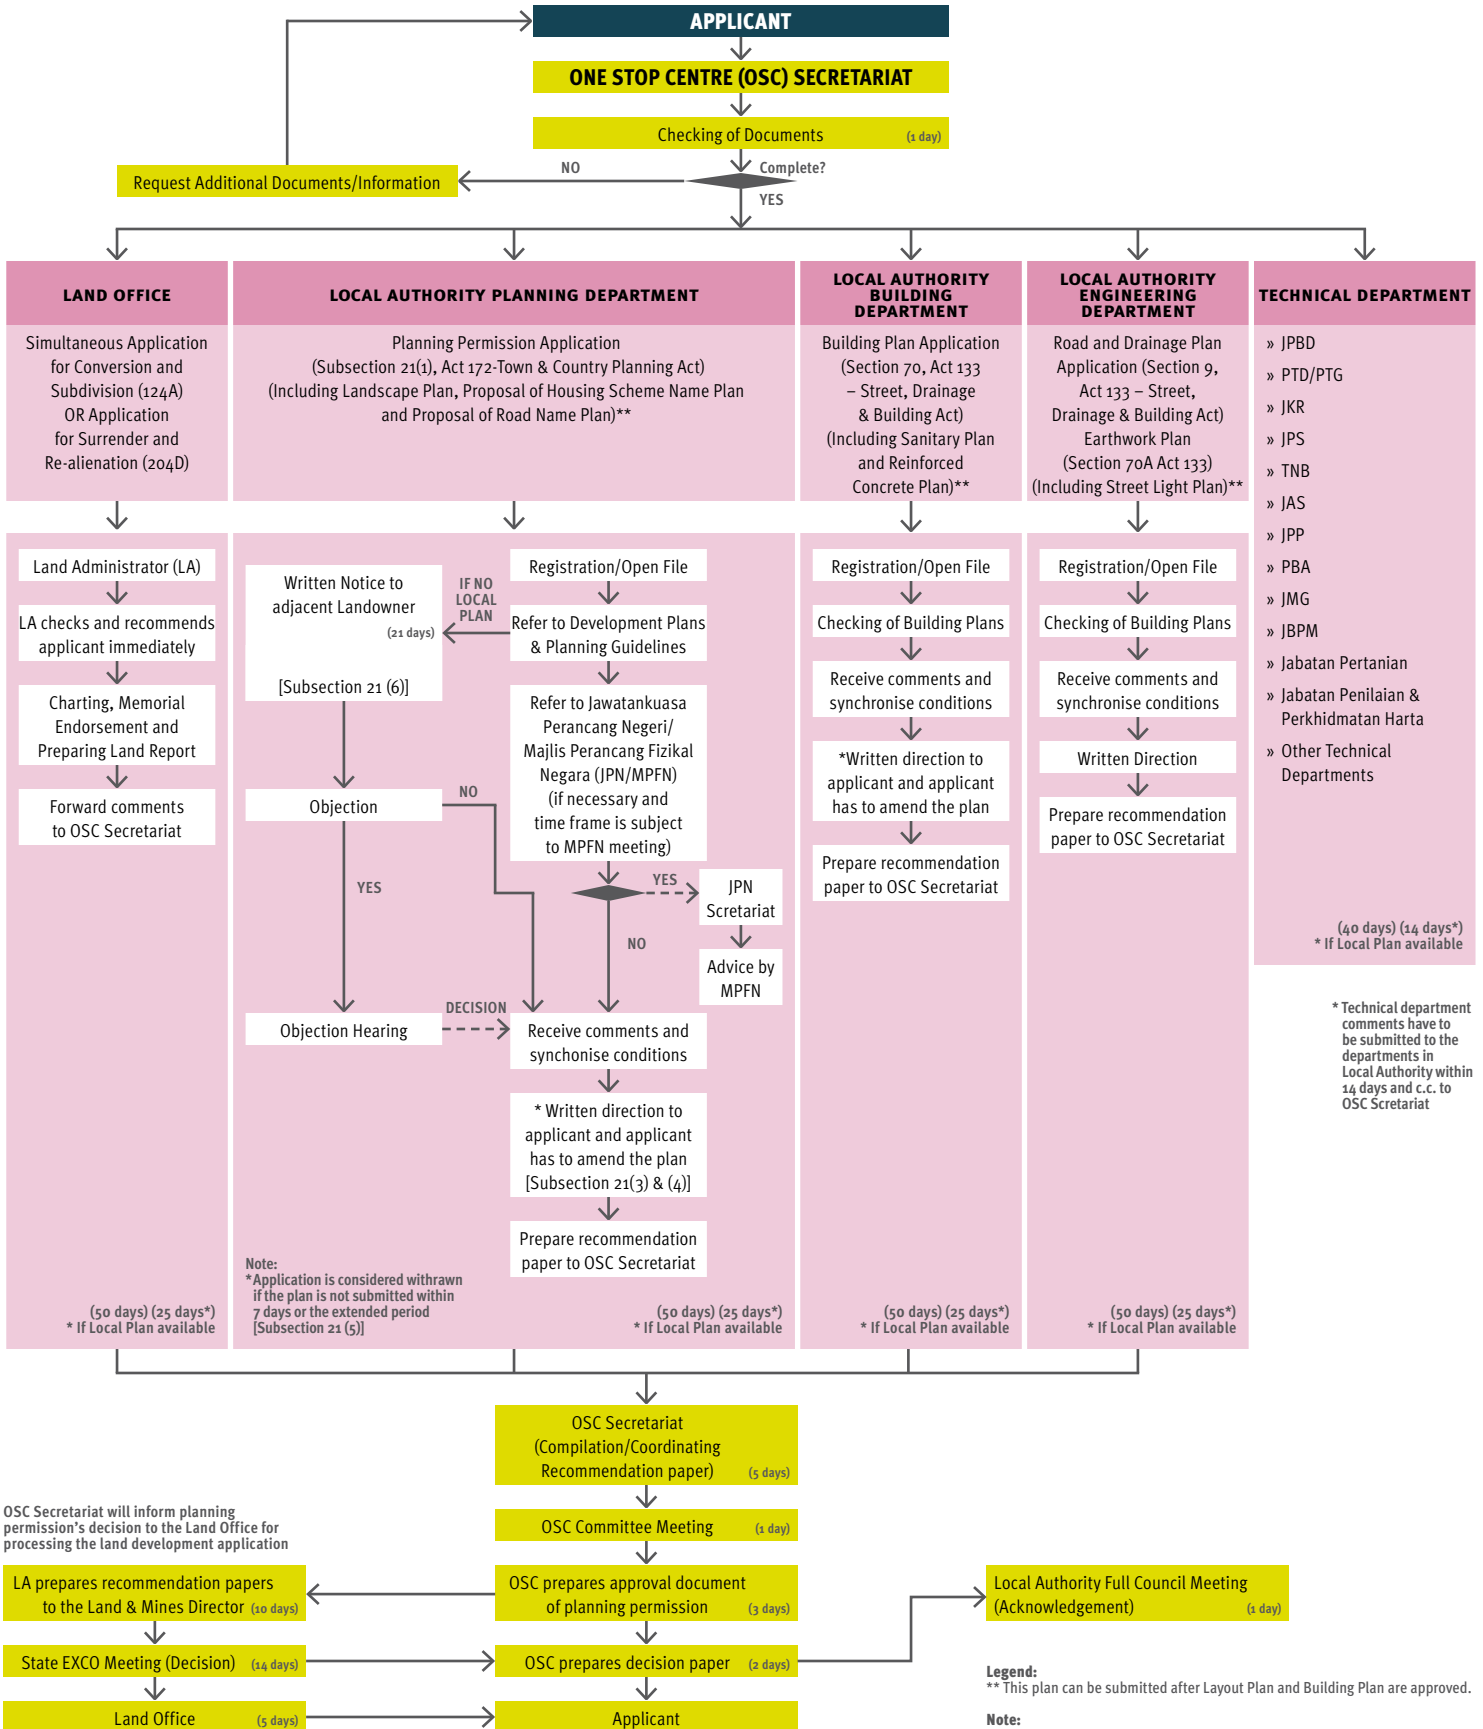 APPLICANT
ONE STOP CENTRE (OSC) SECRETARIAT
Checking of Documents (1 day)
Complete?
NO
YES
Request Additional Documents/Information
LAND OFFICE
Simultaneous Application
for Conversion and
Subdivision (124A)
OR Application
for Surrender and
Re-alienation (204D)
Land Administrator (LA)
LA checks and recommends
applicant immediately
Charting, Memorial
Endorsement and
Preparing Land Report
Forward comments
to OSC Secretariat
(50 days) (25 days*)
* If Local Plan available
LOCAL AUTHORITY PLANNING DEPARTMENT
Planning Permission Application
(Subsection 21(1), Act 172-Town & Country Planning Act)
(Including Landscape Plan, Proposal of Housing Scheme Name Plan
and Proposal of Road Name Plan)**
Written Notice to
adjacent Landowner
(21 days)
[Subsection 21 (6)]
IF NO
LOCAL
PLAN
Registration/Open File
Refer to Development Plans
& Planning Guidelines
Refer to Jawatankuasa
Perancang Negeri/
Majlis Perancang Fizikal
Negara (JPN/MPFN)
(if necessary and
time frame is subject
to MPFN meeting)
Objection
NO
YES
YES
NO
JPN
Scretariat
Advice by
MPFN
Objection Hearing
DECISION
Receive comments and
synchonise conditions
* Written direction to
applicant and applicant
has to amend the plan
[Subsection 21(3) & (4)]
Prepare recommendation
paper to OSC Secretariat
Note:
*Application is considered withrawn
if the plan is not submitted within
7 days or the extended period
[Subsection 21 (5)]
(50 days) (25 days*)
* If Local Plan available
LOCAL AUTHORITY
BUILDING
DEPARTMENT
Building Plan Application
(Section 70, Act 133
– Street, Drainage
& Building Act)
(Including Sanitary Plan
and Reinforced
Concrete Plan)**
Registration/Open File
Checking of Building Plans
Receive comments and
synchronise conditions
*Written direction to
applicant and applicant
has to amend the plan
Prepare recommendation
paper to OSC Secretariat
(50 days) (25 days*)
* If Local Plan available
LOCAL AUTHORITY
ENGINEERING
DEPARTMENT
Road and Drainage Plan
Application (Section 9,
Act 133 – Street,
Drainage & Building Act)
Earthwork Plan
(Section 70A Act 133)
(Including Street Light Plan)**
Registration/Open File
Checking of Building Plans
Receive comments and
synchronise conditions
Written Direction
Prepare recommendation
paper to OSC Secretariat
(50 days) (25 days*)
* If Local Plan available
TECHNICAL DEPARTMENT
» JPBD
» PTD/PTG
» JKR
» JPS
» TNB
» JAS
» JPP
» PBA
» JMG
» JBPM
» Jabatan Pertanian
» Jabatan Penilaian &
Perkhidmatan Harta
» Other Technical
Departments
(40 days) (14 days*)
* If Local Plan available
* Technical department
comments have to
be submitted to the
departments in
Local Authority within
14 days and c.c. to
OSC Scretariat
OSC Secretariat
(Compilation/Coordinating
Recommendation paper) (5 days)
OSC Committee Meeting (1 day)
OSC Secretariat will inform planning
permission's decision to the Land Office for
processing the land development application
LA prepares recommendation papers
to the Land & Mines Director (10 days)
OSC prepares approval document
of planning permission (3 days)
Local Authority Full Council Meeting
(Acknowledgement) (1 day)
State EXCO Meeting (Decision) (14 days)
OSC prepares decision paper (2 days)
Land Office (5 days)
Applicant
Legend:
** This plan can be submitted after Layout Plan and Building Plan are approved.
Note: